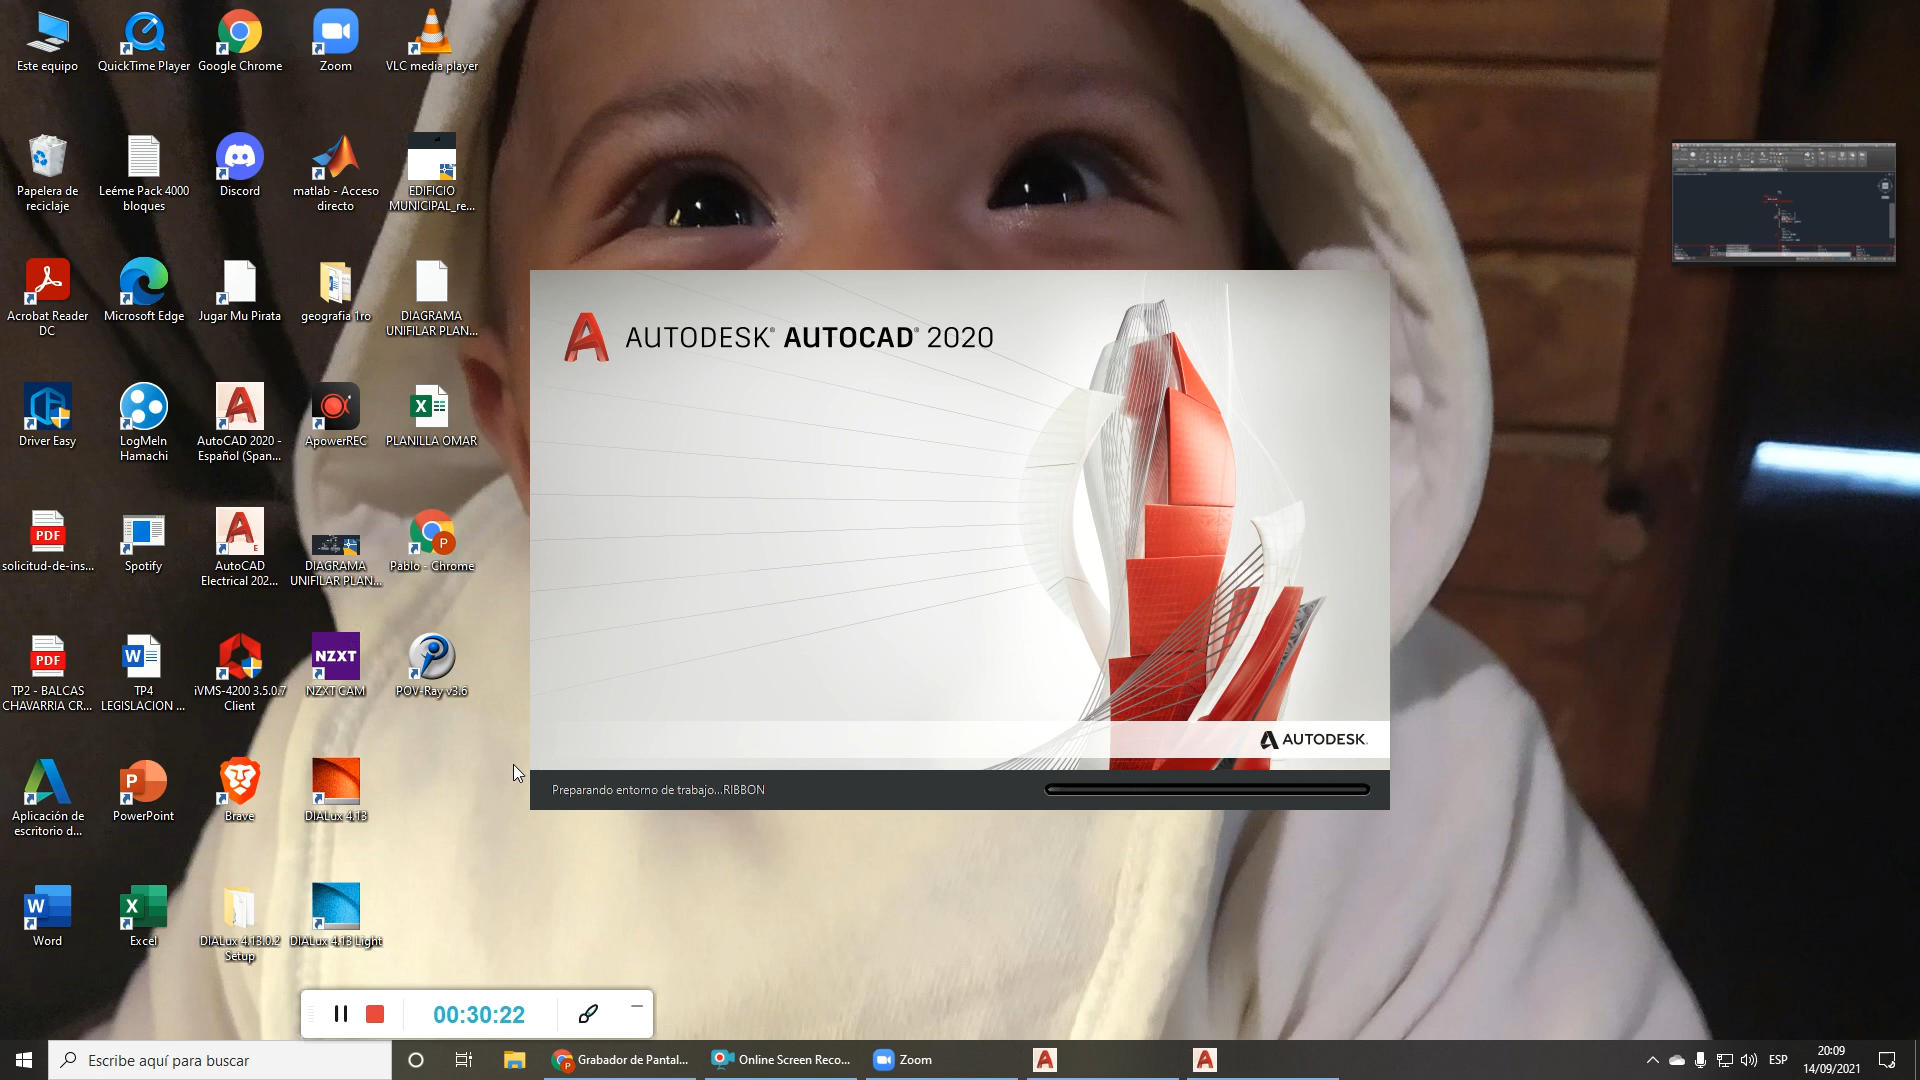 Este equipo
QuickTime Player
Google Chrome
Zoom
VLC media player
Papelera de
reciclaje
Leéme Pack 4000
bloques
Discord
matlab - Acceso
directo
EDIFICIO
MUNICIPAL_re...
Acrobat Reader
DC
Microsoft Edge
Jugar Mu Pirata
geografia 1ro
DIAGRAMA
UNIFILAR PLAN...
Driver Easy
LogMeIn
Hamachi
AutoCAD 2020 -
Español (Span...
ApowerREC
PLANILLA OMAR
solicitud-de-ins...
Spotify
AutoCAD
Electrical 202...
DIAGRAMA
UNIFILAR PLAN...
Pablo - Chrome
TP2 - BALCAS
CHAVARRIA CR...
TP4
LEGISLACION ...
iVMS-4200 3.5.0.7
Client
NZXT
NZXT CAM
POV-Ray v3.6
Aplicación de
escritorio d...
PowerPoint
Brave
DIALux 4.13
Word
Excel
DIALux 4.13.0.2
Setup
DIALux 4.13 Light
AUTODESK® AUTOCAD® 2020
AUTODESK.
Preparando entorno de trabajo...RIBBON
00:30:22
Escribe aquí para buscar
Grabador de Pantal...
Online Screen Reco...
Zoom
ESP
20:09
14/09/2021